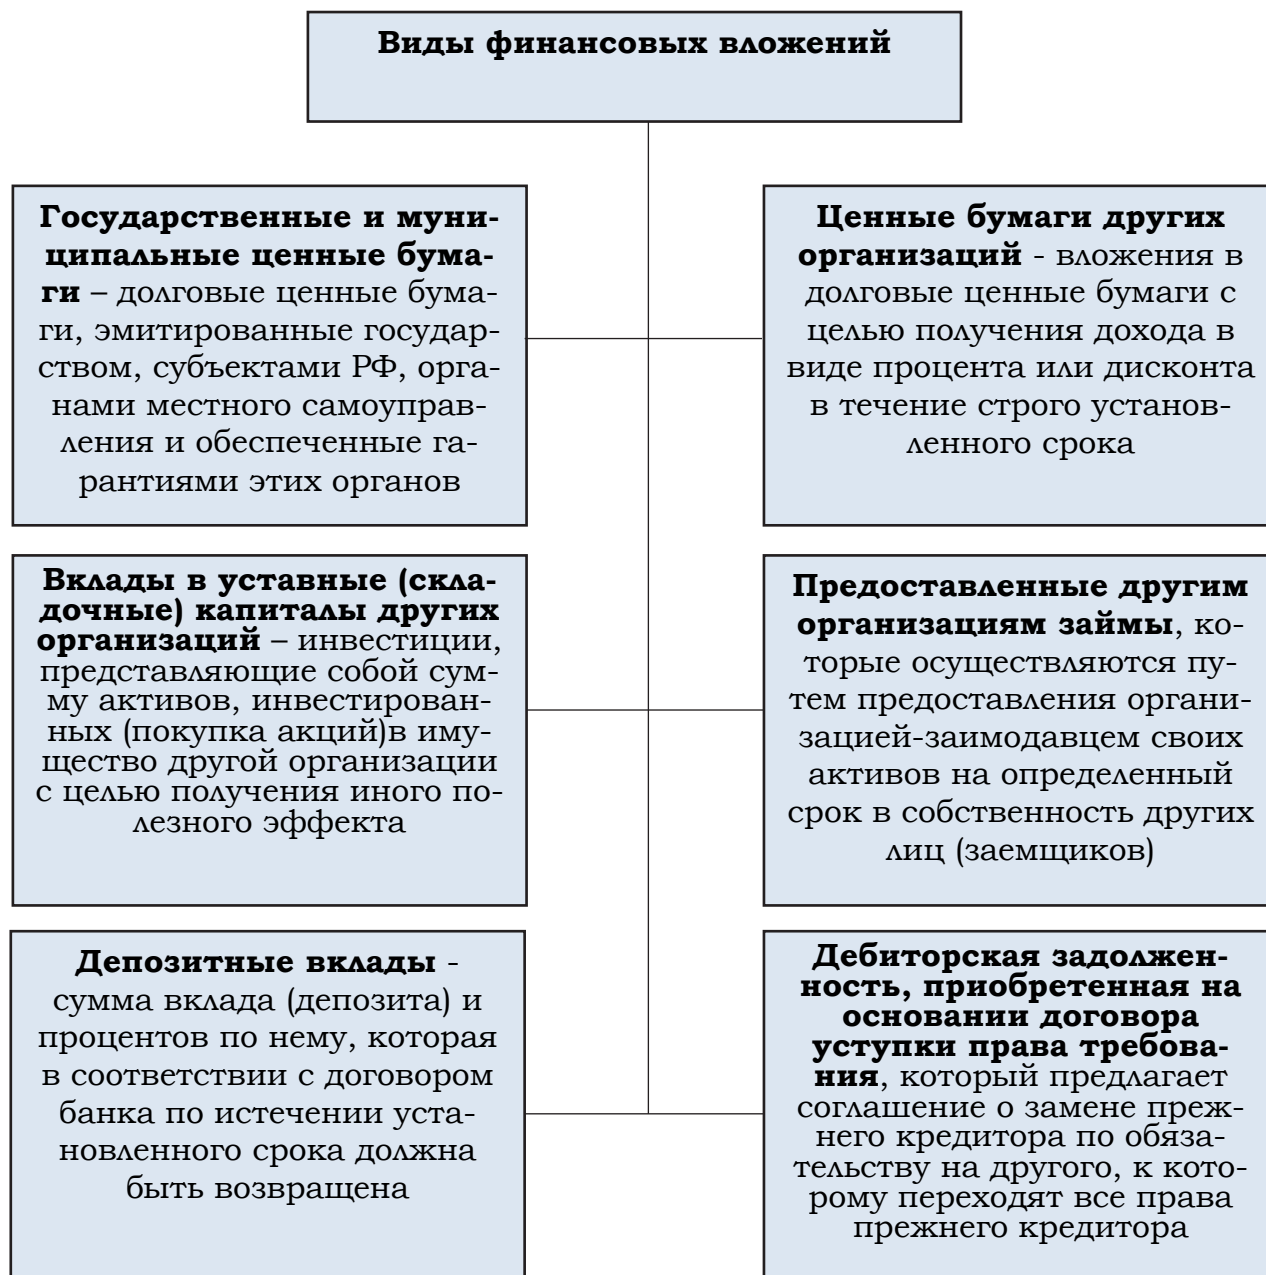 Виды финансовых вложений
Государственные и муни-
ципальные ценные бума-
ги – долговые ценные бума-
ги, эмитированные государ-
ством, субъектами РФ, орга-
нами местного самоуправ-
ления и обеспеченные га-
рантиями этих органов
Ценные бумаги других
организаций - вложения в
долговые ценные бумаги с
целью получения дохода в
виде процента или дисконта
в течение строго установ-
ленного срока
Вклады в уставные (скла-
дочные) капиталы других
организаций – инвестиции,
представляющие собой сум-
му активов, инвестирован-
ных (покупка акций)в иму-
щество другой организации
с целью получения иного по-
лезного эффекта
Предоставленные другим
организациям займы, ко-
торые осуществляются пу-
тем предоставления органи-
зацией-заимодавцем своих
активов на определенный
срок в собственность других
лиц (заемщиков)
Депозитные вклады -
сумма вклада (депозита) и
процентов по нему, которая
в соответствии с договором
банка по истечении уста-
новленного срока должна
быть возвращена
Дебиторская задолжен-
ность, приобретенная на
основании договора
уступки права требова-
ния, который предлагает
соглашение о замене преж-
него кредитора по обяза-
тельству на другого, к кото-
рому переходят все права
прежнего кредитора